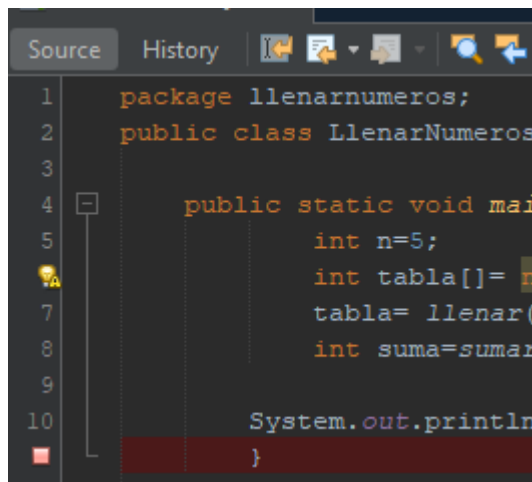 Source History
1 package llenarnumeros;
2 public class LlenarNumeros
3
4 public static void
5 int n=5;
int tabla[]=
7 tabla= llenar(
8 int suma=sumar
9
10 System.out.println
}